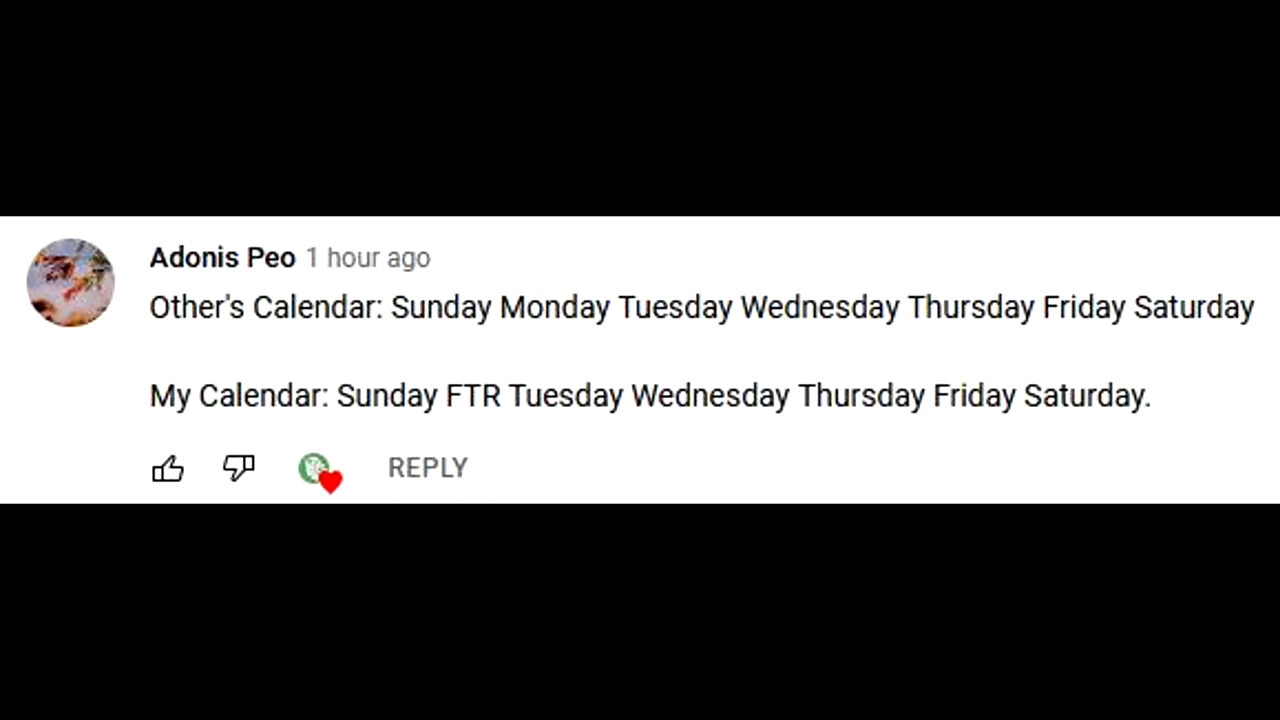 Adonis Peo 1 hour ago
Other's Calendar: Sunday Monday Tuesday Wednesday Thursday Friday Saturday
My Calendar: Sunday FTR Tuesday Wednesday Thursday Friday Saturday.
REPLY